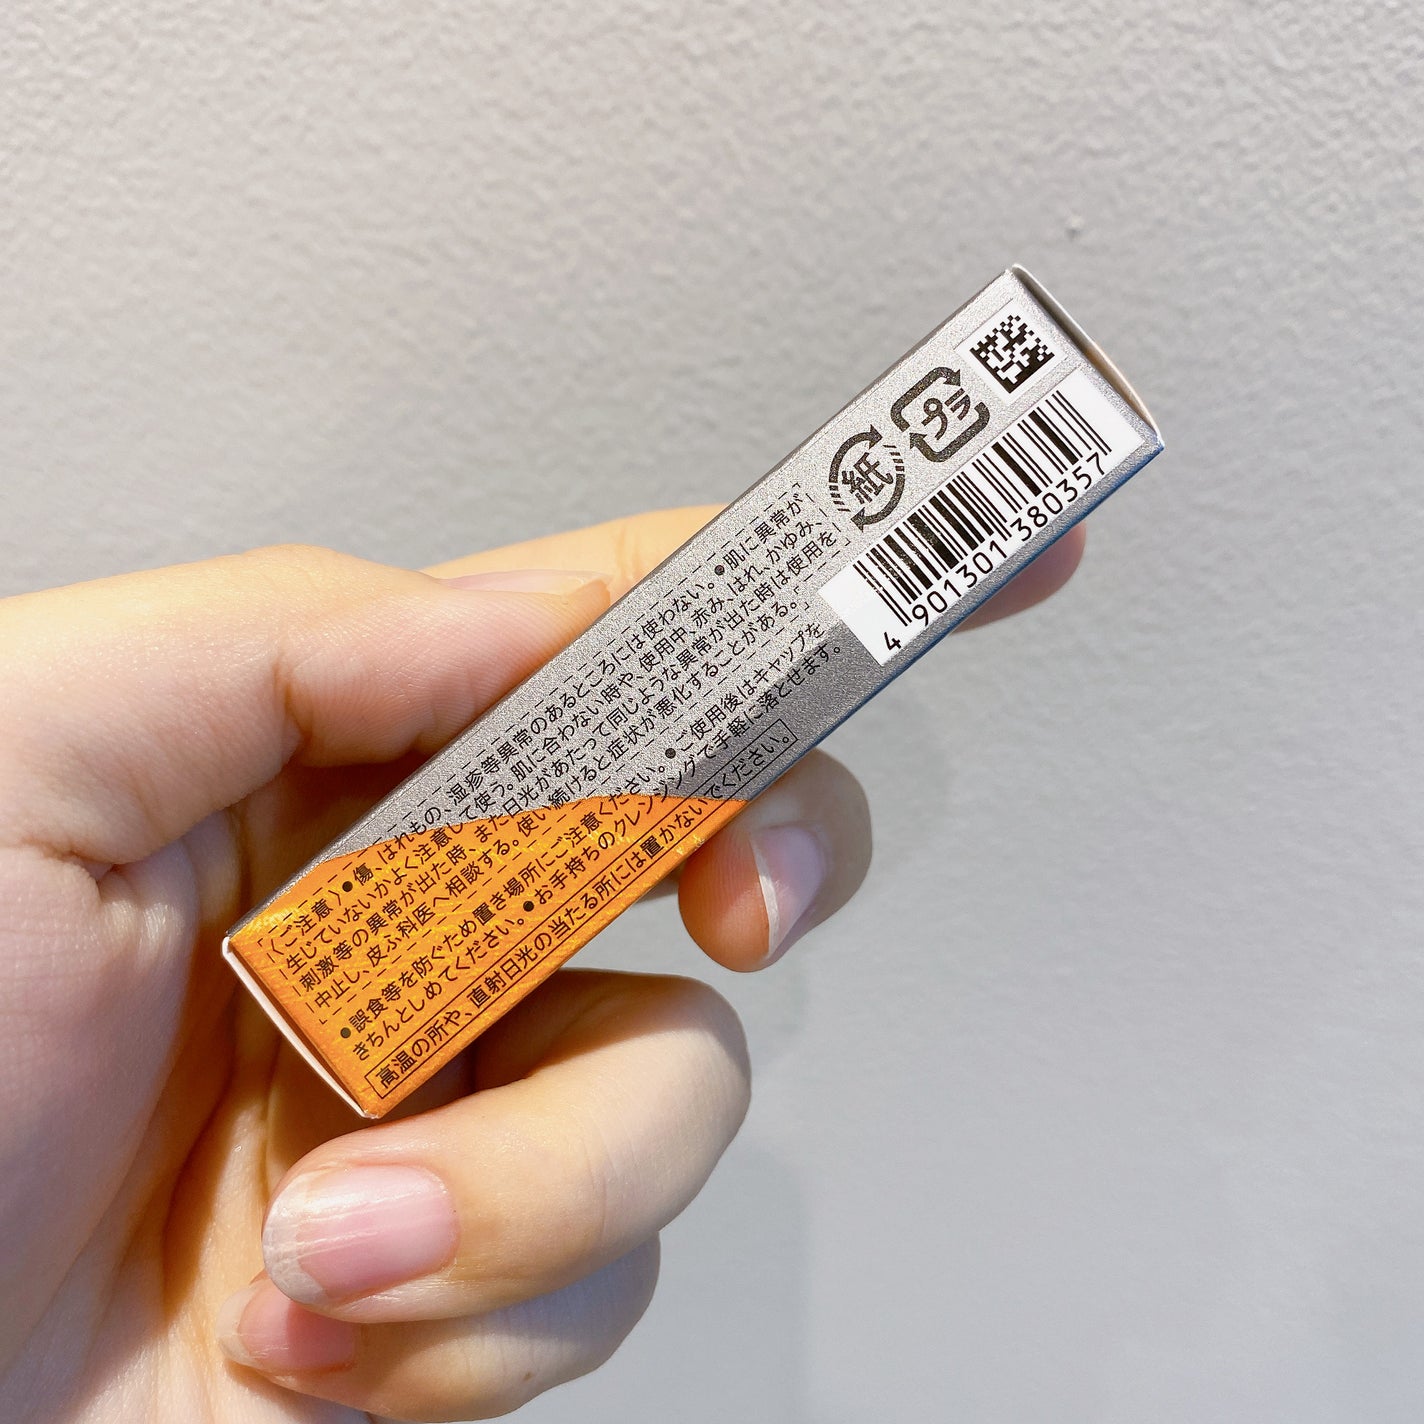 〈ご注意〉●傷、はれもの、湿疹等異常のあるところには使わない。●肌に異常が
生じていないかよく注意して使う。肌に合わない時や、使用中、赤み、はれ、かゆみ、
刺激等の異常が出た時、また日光があたって同じような異常が出た時は使用を
中止し、皮ふ科医へ相談する。使い続けると症状が悪化することがある。
●誤食等を防ぐため置き場所にご注意ください。●ご使用後はキャップを
きちんとしめてください。●お手持ちのクレンジングで手軽に落とせます。
高温の所や、直射日光の当たる所には置かないでください。
紙
プラ
4 901301 380357